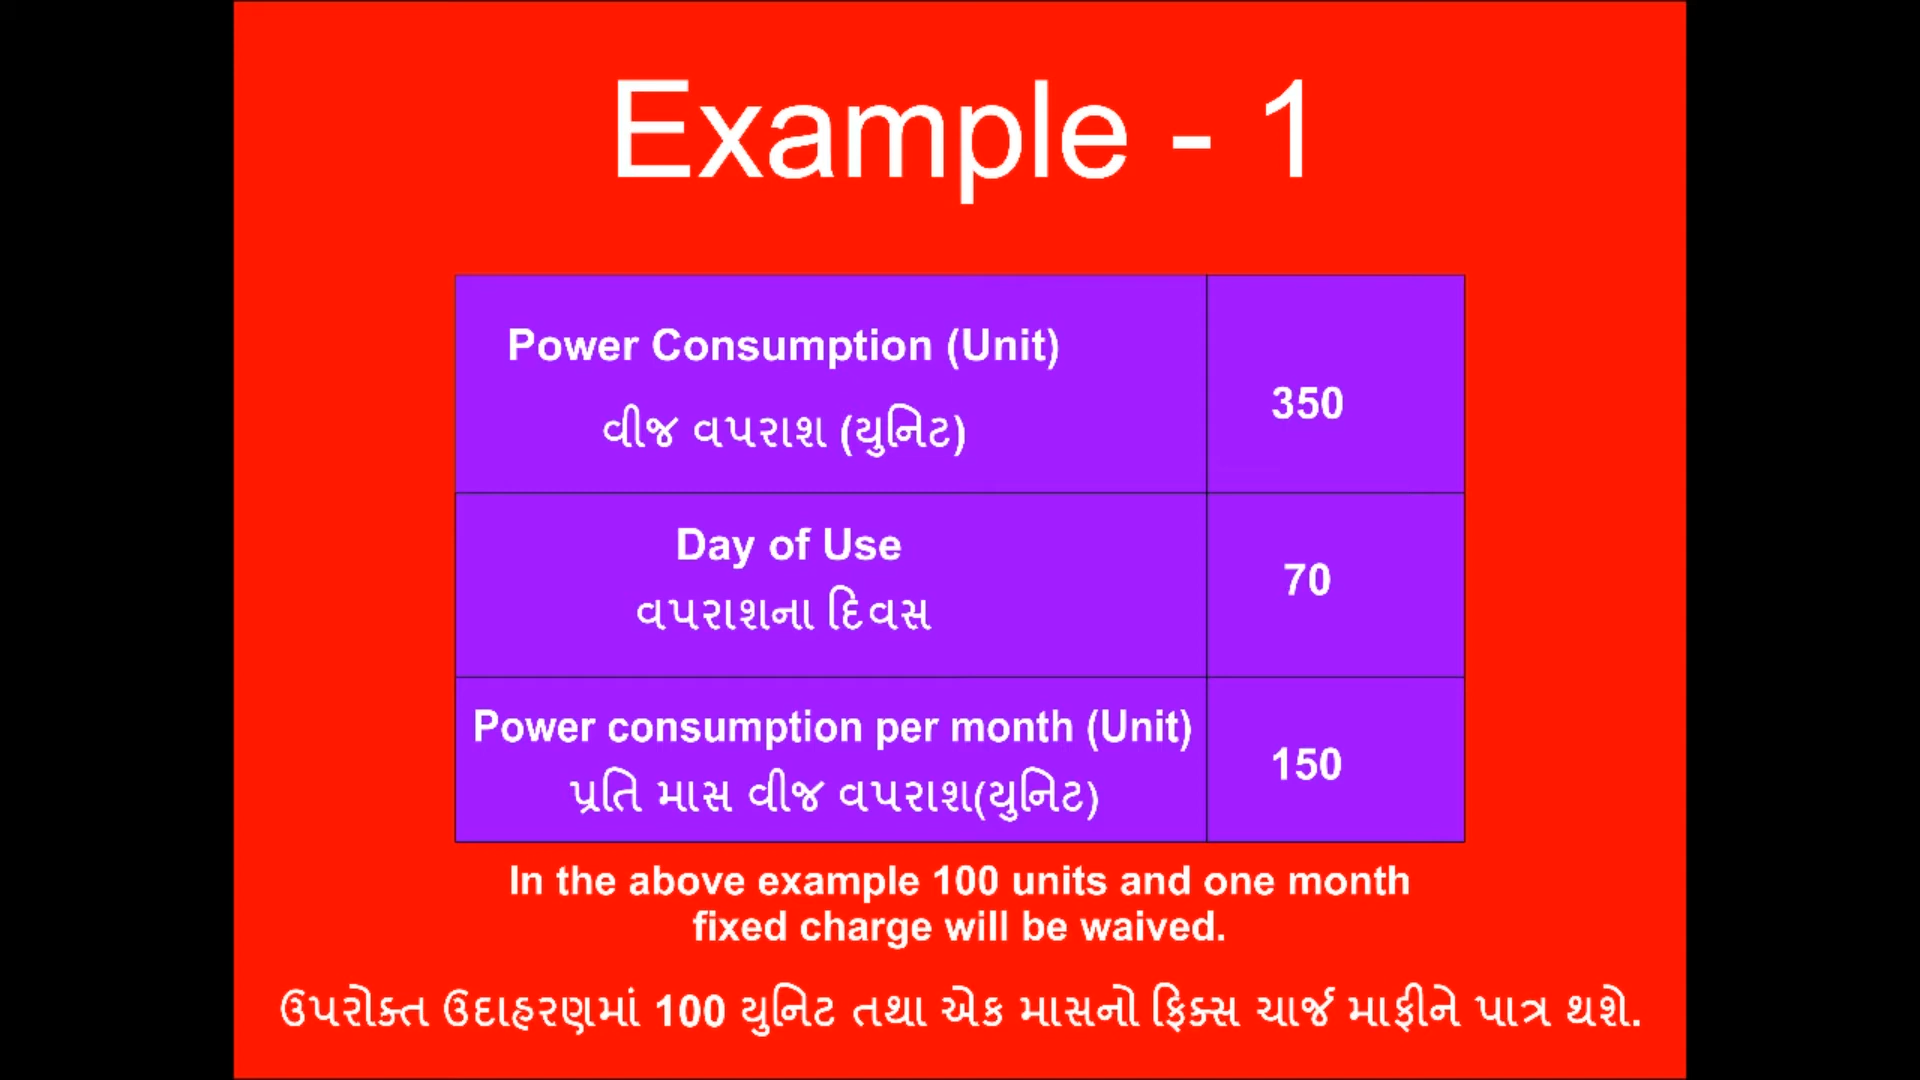 Example - 1
Power Consumption (Unit)
વીજ વપરાશ (યુનિટ)
350
Day of Use
વપરાશના દિવસ
70
Power consumption per month (Unit)
પ્રતિ માસ વીજ વપરાશ(યુનિટ)
150
In the above example 100 units and one month
fixed charge will be waived.
ઉપરોક્ત ઉદાહરણમાં 100 યુનિટ તથા એક માસનો ફિક્સ ચાર્જ માફીને પાત્ર થશે.